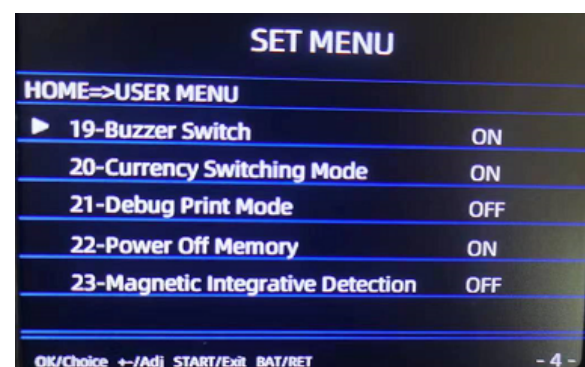 SET MENU
HOME=>USER MENU
19-Buzzer Switch ON
20-Currency Switching Mode ON
21-Debug Print Mode OFF
22-Power Off Memory ON
23-Magnetic Integrative Detection OFF
OK/Choice +-/Adj START/Exit BAT/RET - 4 -